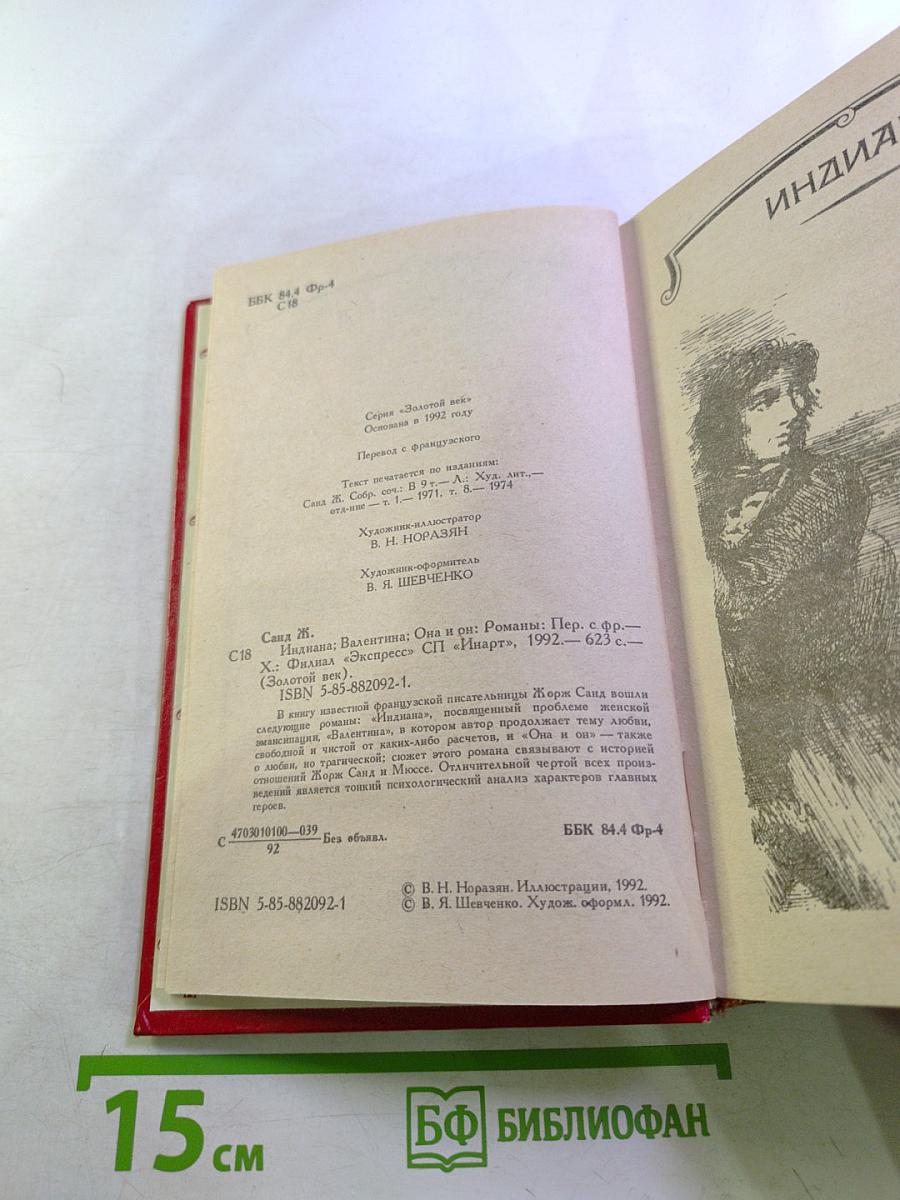 ББК 84.4 Фр-4
С18
Серия «Золотой век»
Основана в 1992 году
Перевод с французского
Текст печатается по изданиям:
Санд Ж. Собр. соч.: В 9 т.— Л.: Худ. лит.,—
отд-ние — т. 1.— 1971, т. 8.— 1974
Художник-иллюстратор
В. Н. НОРАЗЯН
Художник-оформитель
В. Я. ШЕВЧЕНКО
Санд Ж.
С18 Индиана; Валентина; Она и он: Романы: Пер. с фр.—
Х.: Филиал «Экспресс» СП «Инарт», 1992.— 623 с.—
(Золотой век).
ISBN 5-85-882092-1.
В книгу известной французской писательницы Жорж Санд вошли
следующие романы: «Индиана», посвященный проблеме женской
эмансипации, «Валентина», в котором автор продолжает тему любви,
свободной и чистой от каких-либо расчетов, и «Она и он» — также
о любви, но трагической; сюжет этого романа связывают с историей
отношений Жорж Санд и Мюссе. Отличительной чертой всех произ-
ведений является тонкий психологический анализ характеров главных
героев.
С 4703010100—039
92
Без объявл.
ББК 84.4 Фр-4
ISBN 5-85-882092-1
© В. Н. Норазян. Иллюстрации, 1992.
© В. Я. Шевченко. Худож. оформл. 1992.
ИНДИА
15 см
БФ БИБЛИОФАН